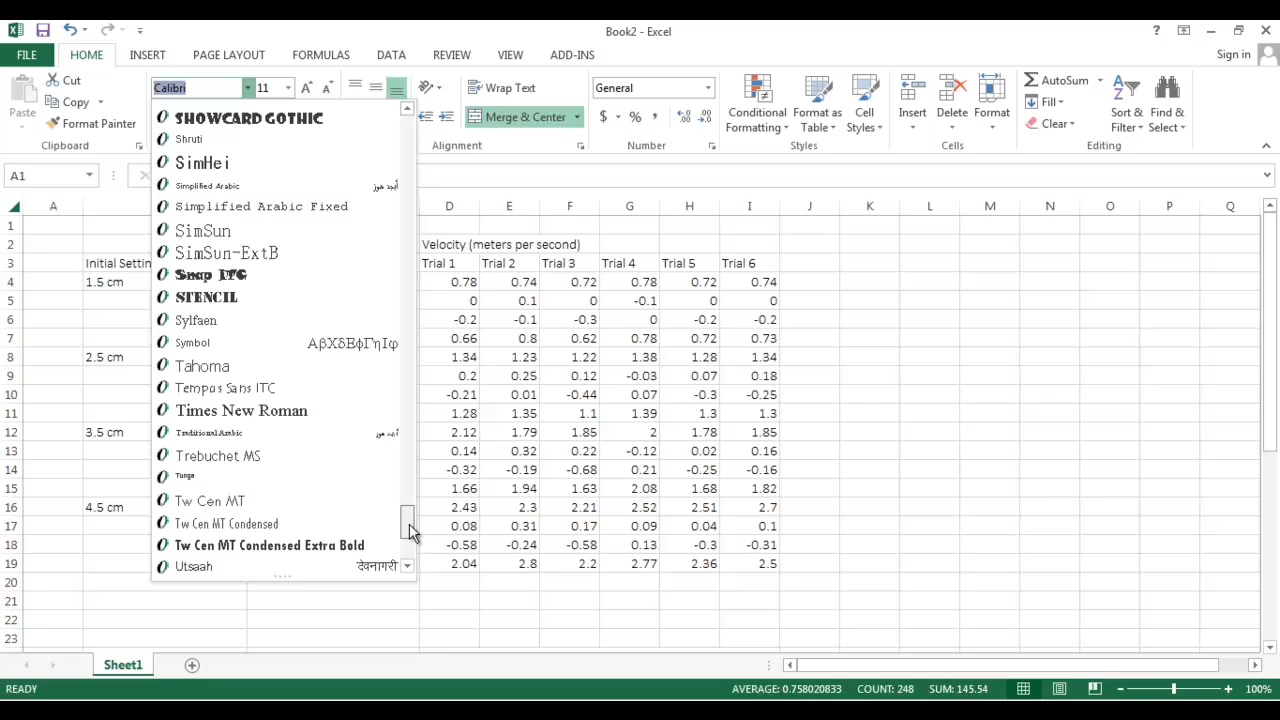 Book2 - Excel
?
FILE HOME INSERT PAGE LAYOUT FORMULAS DATA REVIEW VIEW ADD-INS Sign in
Paste
Cut
Copy
Format Painter
Clipboard
Calibri 11
Wrap Text
Merge & Center
Alignment
General
$ % ,
Number
Conditional Formatting
Format as Table
Cell Styles
Styles
Insert Delete Format
Cells
AutoSum
Fill
Clear
Sort & Filter
Find & Select
Editing
A1
SHOWCARD GOTHIC
Shruti
SimHei
Simplified Arabic أبجد هوز
Simplified Arabic Fixed
SimSun
SimSun-ExtB
Snap ITC
STENCIL
Sylfaen
Symbol ΑβΧδΕφΓηΙφ
Tahoma
Tempus Sans ITC
Times New Roman
Traditional Arabic أبجد هوز
Trebuchet MS
Tunga
Tw Cen MT
Tw Cen MT Condensed
Tw Cen MT Condensed Extra Bold
Utsaah देवनागरी
A D E F G H I J K L M N O P Q
1
2 Velocity (meters per second)
3 Initial Settin Trial 1 Trial 2 Trial 3 Trial 4 Trial 5 Trial 6
4 1.5 cm 0.78 0.74 0.72 0.78 0.72 0.74
5 0 0.1 0 -0.1 0 0
6 -0.2 -0.1 -0.3 0 -0.2 -0.2
7 0.66 0.8 0.62 0.78 0.72 0.73
8 2.5 cm 1.34 1.23 1.22 1.38 1.28 1.34
9 0.2 0.25 0.12 -0.03 0.07 0.18
10 -0.21 0.01 -0.44 0.07 -0.3 -0.25
11 1.28 1.35 1.1 1.39 1.3 1.3
12 3.5 cm 2.12 1.79 1.85 2 1.78 1.85
13 0.14 0.32 0.22 -0.12 0.02 0.16
14 -0.32 -0.19 -0.68 0.21 -0.25 -0.16
15 1.66 1.94 1.63 2.08 1.68 1.82
16 4.5 cm 2.43 2.3 2.21 2.52 2.51 2.7
17 0.08 0.31 0.17 0.09 0.04 0.1
18 -0.58 -0.24 -0.58 0.13 -0.3 -0.31
19 2.04 2.8 2.2 2.77 2.36 2.5
20
21
22
23
Sheet1
READY AVERAGE: 0.758020833 COUNT: 248 SUM: 145.54 100%